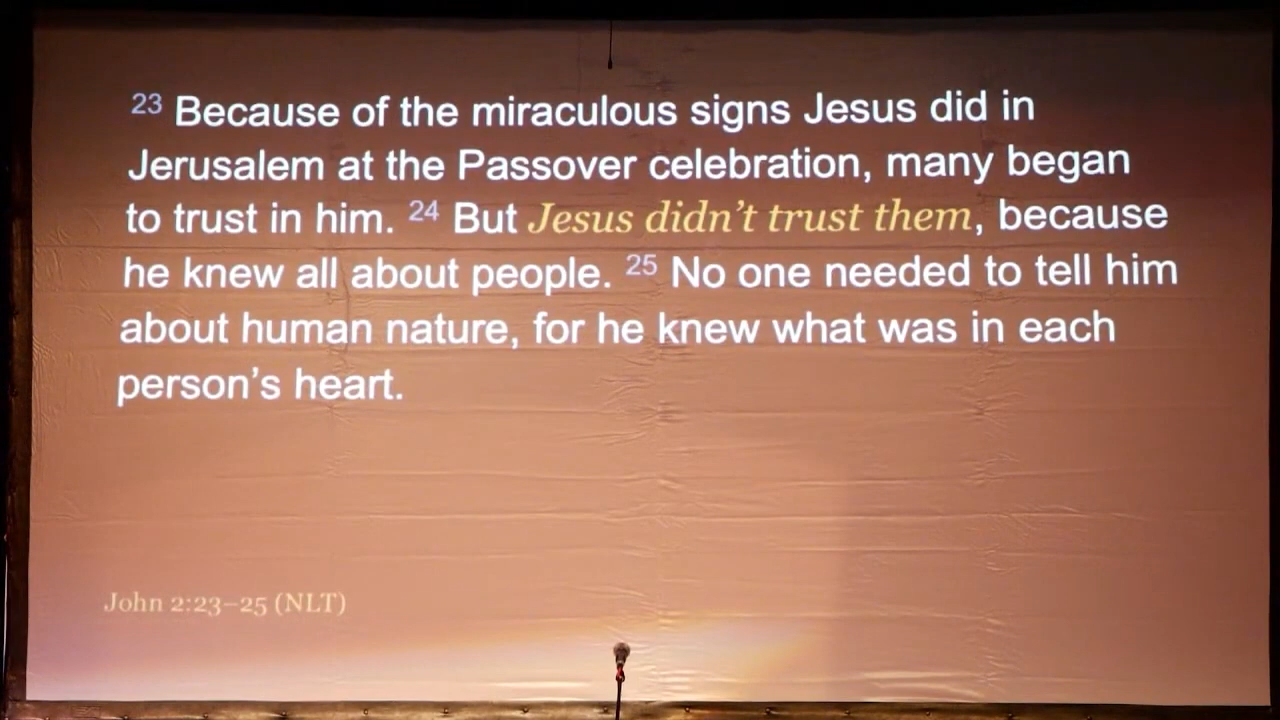 23 Because of the miraculous signs Jesus did in
Jerusalem at the Passover celebration, many began
to trust in him. 24 But Jesus didn’t trust them, because
he knew all about people. 25 No one needed to tell him
about human nature, for he knew what was in each
person’s heart.
John 2:23–25 (NLT)